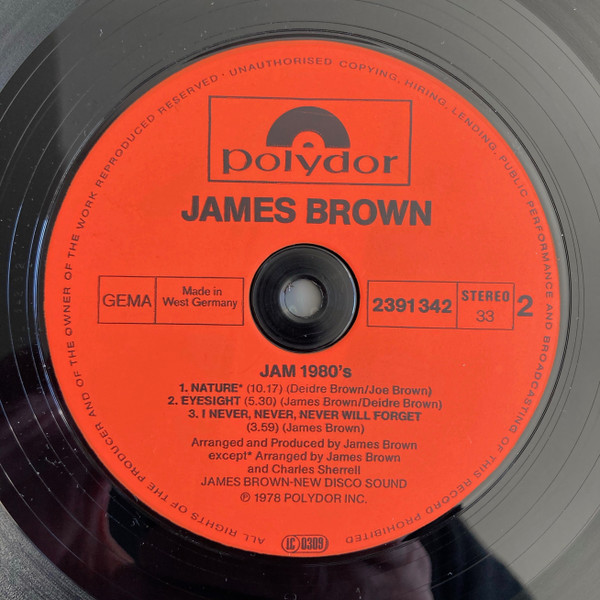 ALL RIGHTS OF THE PRODUCER AND OF THE OWNER OF THE WORK REPRODUCED RESERVED · UNAUTHORISED COPYING, HIRING, LENDING, PUBLIC PERFORMANCE AND BROADCASTING OF THIS RECORD PROHIBITED
polydor
JAMES BROWN
GEMA
Made in
West Germany
2391 342
STEREO
33
2
JAM 1980's
1. NATURE* (10.17) (Deidre Brown/Joe Brown)
2. EYESIGHT (5.30) (James Brown/Deidre Brown)
3. I NEVER, NEVER, NEVER WILL FORGET
(3.59) (James Brown)
Arranged and Produced by James Brown
except* Arranged by James Brown
and Charles Sherrell
JAMES BROWN-NEW DISCO SOUND
℗ 1978 POLYDOR INC.
LC 0309